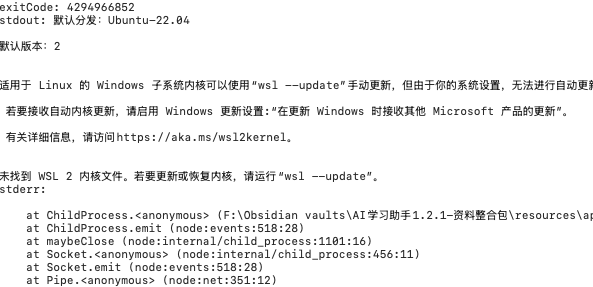 exitCode: 4294966852
stdout: 默认分发：Ubuntu-22.04
默认版本：2
适用于 Linux 的 Windows 子系统内核可以使用“wsl --update”手动更新，但由于你的系统设置，无法进行自动更新
若要接收自动内核更新，请启用 Windows 更新设置:“在更新 Windows 时接收其他 Microsoft 产品的更新”。
有关详细信息，请访问https://aka.ms/wsl2kernel。
未找到 WSL 2 内核文件。若要更新或恢复内核，请运行“wsl --update”。
stderr:
at ChildProcess.<anonymous> (F:\Obsidian vaults\AI学习助手1.2.1-资料整合包\resources\ap
at ChildProcess.emit (node:events:518:28)
at maybeClose (node:internal/child_process:1101:16)
at Socket.<anonymous> (node:internal/child_process:456:11)
at Socket.emit (node:events:518:28)
at Pipe.<anonymous> (node:net:351:12)